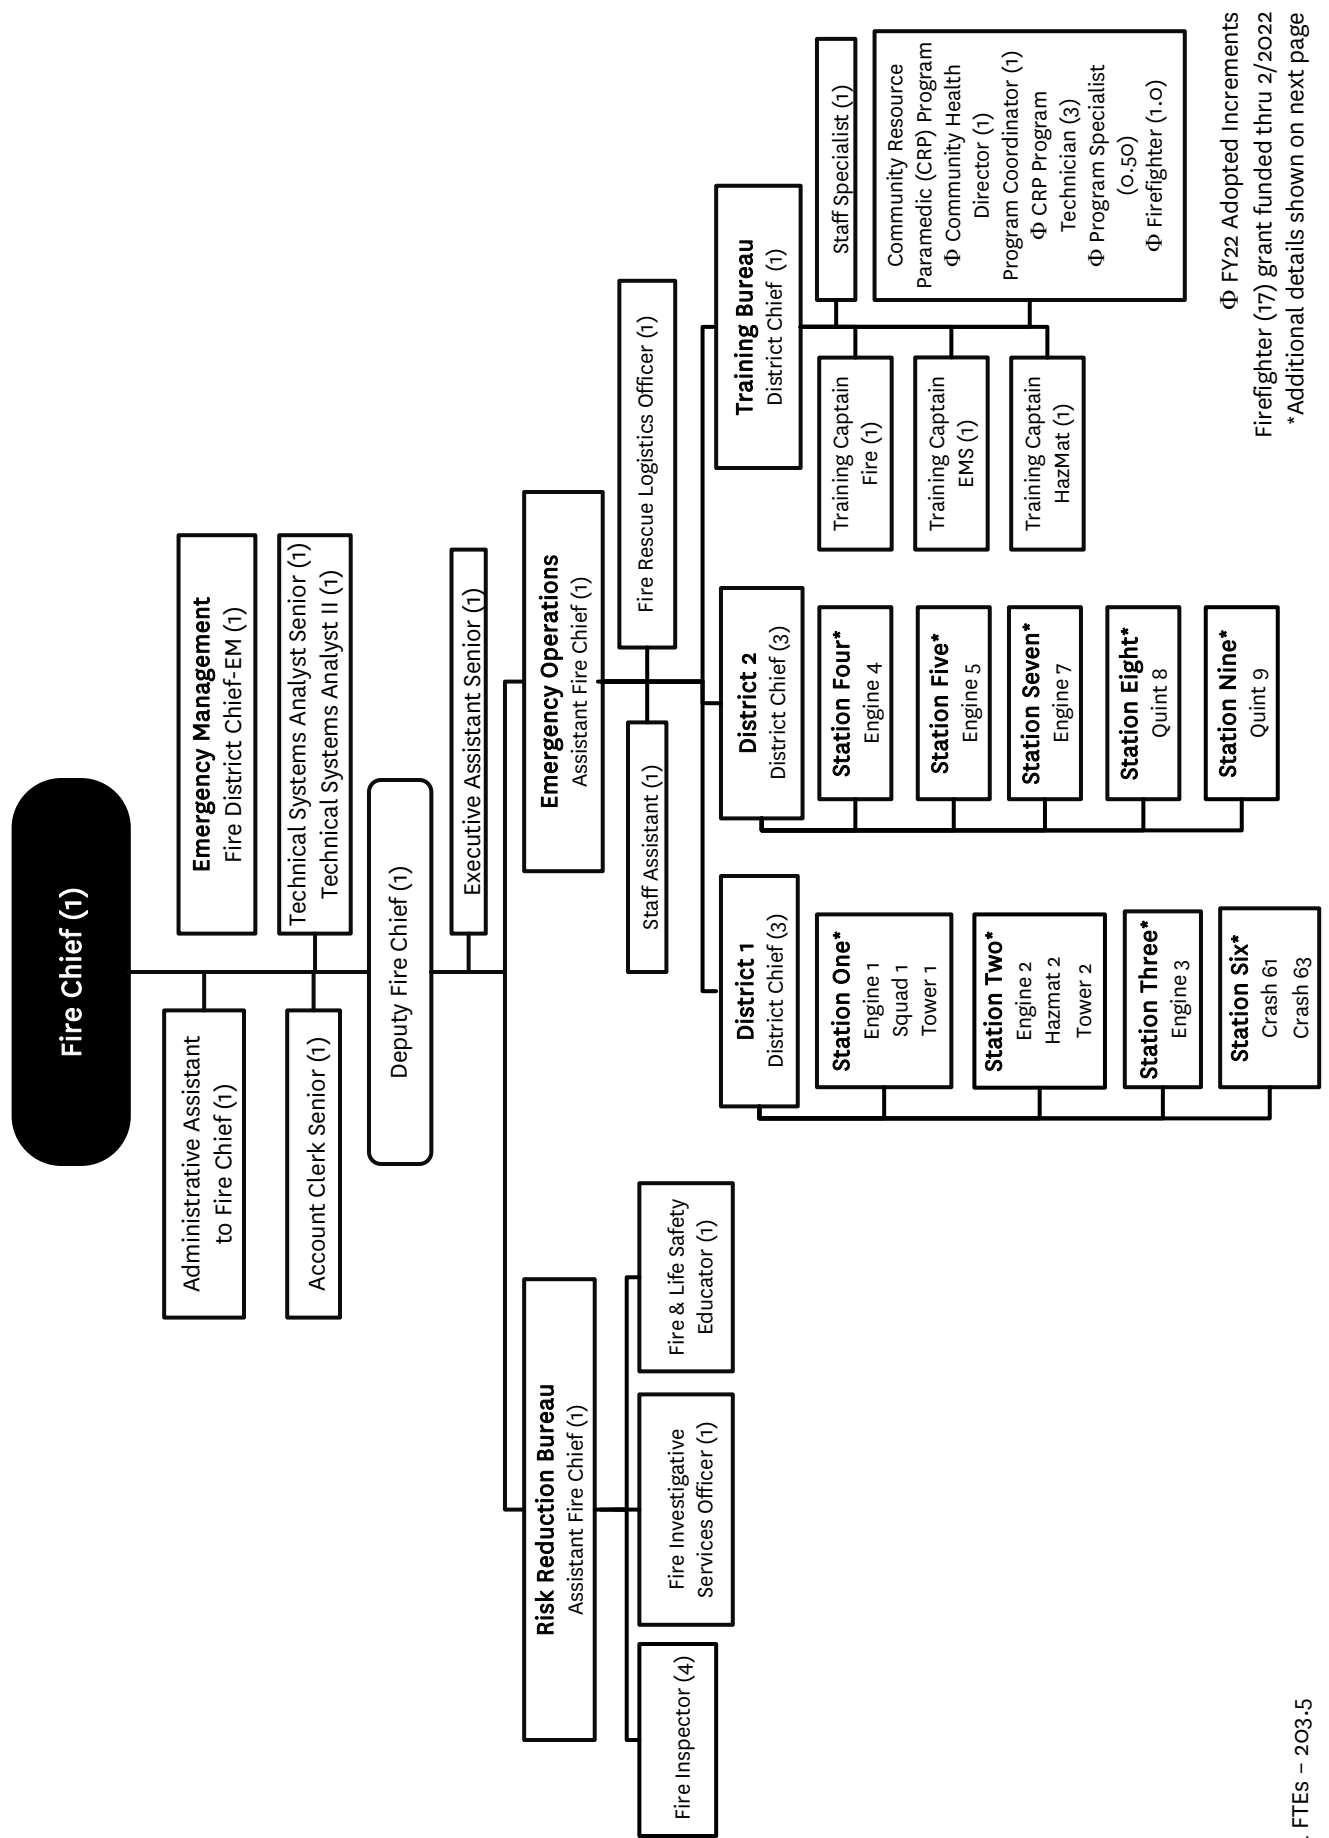 Fire Chief (1)
Administrative Assistant
to Fire Chief (1)
Emergency Management
Fire District Chief-EM (1)
Account Clerk Senior (1)
Technical Systems Analyst Senior (1)
Technical Systems Analyst II (1)
Deputy Fire Chief (1)
Executive Assistant Senior (1)
Risk Reduction Bureau
Assistant Fire Chief (1)
Fire Inspector (4)
Fire Investigative
Services Officer (1)
Fire & Life Safety
Educator (1)
Emergency Operations
Assistant Fire Chief (1)
Staff Assistant (1)
Fire Rescue Logistics Officer (1)
District 1
District Chief (3)
Station One*
Engine 1
Squad 1
Tower 1
Station Two*
Engine 2
Hazmat 2
Tower 2
Station Three*
Engine 3
Station Six*
Crash 61
Crash 63
District 2
District Chief (3)
Station Four*
Engine 4
Station Five*
Engine 5
Station Seven*
Engine 7
Station Eight*
Quint 8
Station Nine*
Quint 9
Training Bureau
District Chief (1)
Training Captain
Fire (1)
Training Captain
EMS (1)
Training Captain
HazMat (1)
Staff Specialist (1)
Community Resource
Paramedic (CRP) Program
Φ Community Health
Director (1)
Program Coordinator (1)
Φ CRP Program
Technician (3)
Φ Program Specialist
(0.50)
Φ Firefighter (1.0)
Φ FY22 Adopted Increments
Firefighter (17) grant funded thru 2/2022
*Additional details shown on next page
FTEs – 203.5